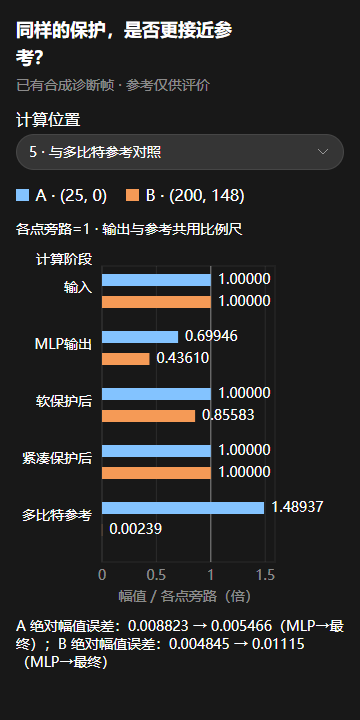 同样的保护，是否更接近参
考？
已有合成诊断帧 · 参考仅供评价
计算位置
5 · 与多比特参考对照
A · (25, 0) B · (200, 148)
各点旁路=1 · 输出与参考共用比例尺
计算阶段
输入
1.00000
1.00000
MLP输出
0.69946
0.43610
软保护后
1.00000
0.85583
紧凑保护后
1.00000
1.00000
多比特参考
1.48937
0.00239
0 0.5 1 1.5
幅值 / 各点旁路（倍）
A 绝对幅值误差：0.008823 → 0.005466（MLP→最
终）；B 绝对幅值误差：0.004845 → 0.01115
（MLP→最终）